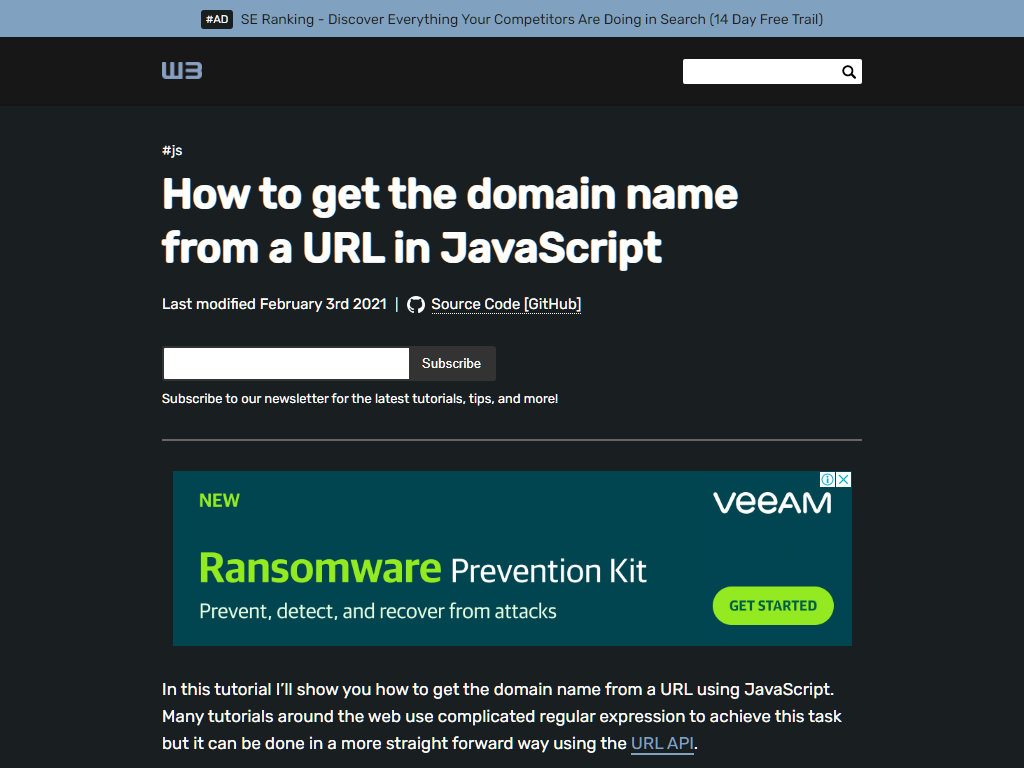 #AD SE Ranking - Discover Everything Your Competitors Are Doing in Search (14 Day Free Trail)
W3
#js
How to get the domain name
from a URL in JavaScript
Last modified February 3rd 2021 | Source Code [GitHub]
Subscribe
Subscribe to our newsletter for the latest tutorials, tips, and more!
NEW
veeAM
Ransomware Prevention Kit
Prevent, detect, and recover from attacks
GET STARTED
In this tutorial I'll show you how to get the domain name from a URL using JavaScript.
Many tutorials around the web use complicated regular expression to achieve this task
but it can be done in a more straight forward way using the URL API.